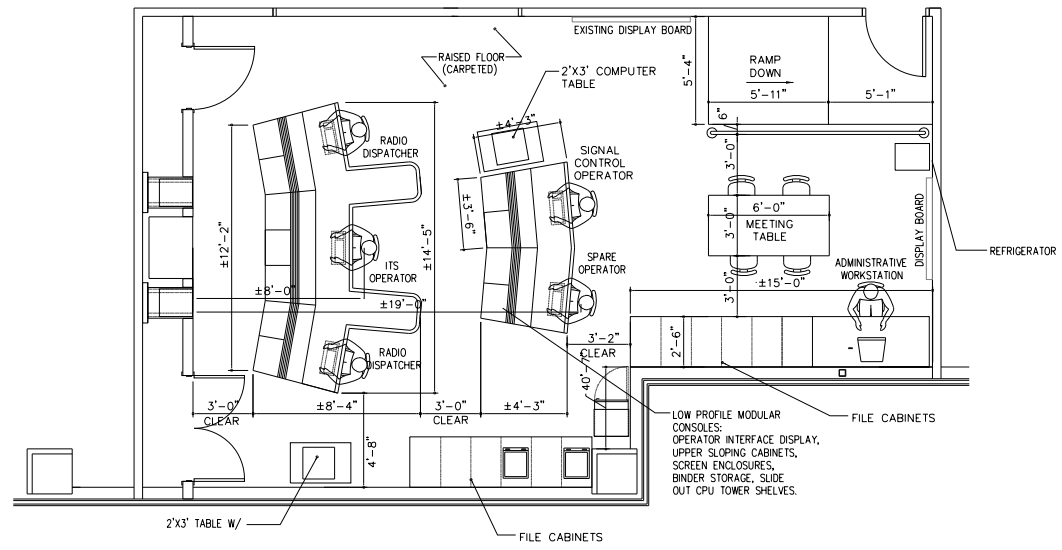 EXISTING DISPLAY BOARD
RAISED FLOOR
(CARPETED)
2'X3' COMPUTER
TABLE
5'-4"
RAMP
DOWN
5'-11"
5'-1"
6"
±4'-3"
RADIO
DISPATCHER
SIGNAL
CONTROL
OPERATOR
3'-0"
±3'-6"
6'-0"
MEETING
TABLE
3'-0"
DISPLAY BOARD
REFRIGERATOR
±12'-2"
±14'-5"
ITS
OPERATOR
SPARE
OPERATOR
ADMINISTRATIVE
WORKSTATION
±8'-0"
±19'-0"
3'-0"
±15'-0"
3'-2"
CLEAR
2'-6"
RADIO
DISPATCHER
3'-0"
CLEAR
±8'-4"
3'-0"
CLEAR
±4'-3"
4'-8"
LOW PROFILE MODULAR
CONSOLES:
OPERATOR INTERFACE DISPLAY,
UPPER SLOPING CABINETS,
SCREEN ENCLOSURES,
BINDER STORAGE, SLIDE
OUT CPU TOWER SHELVES.
FILE CABINETS
2'X3' TABLE W/
FILE CABINETS